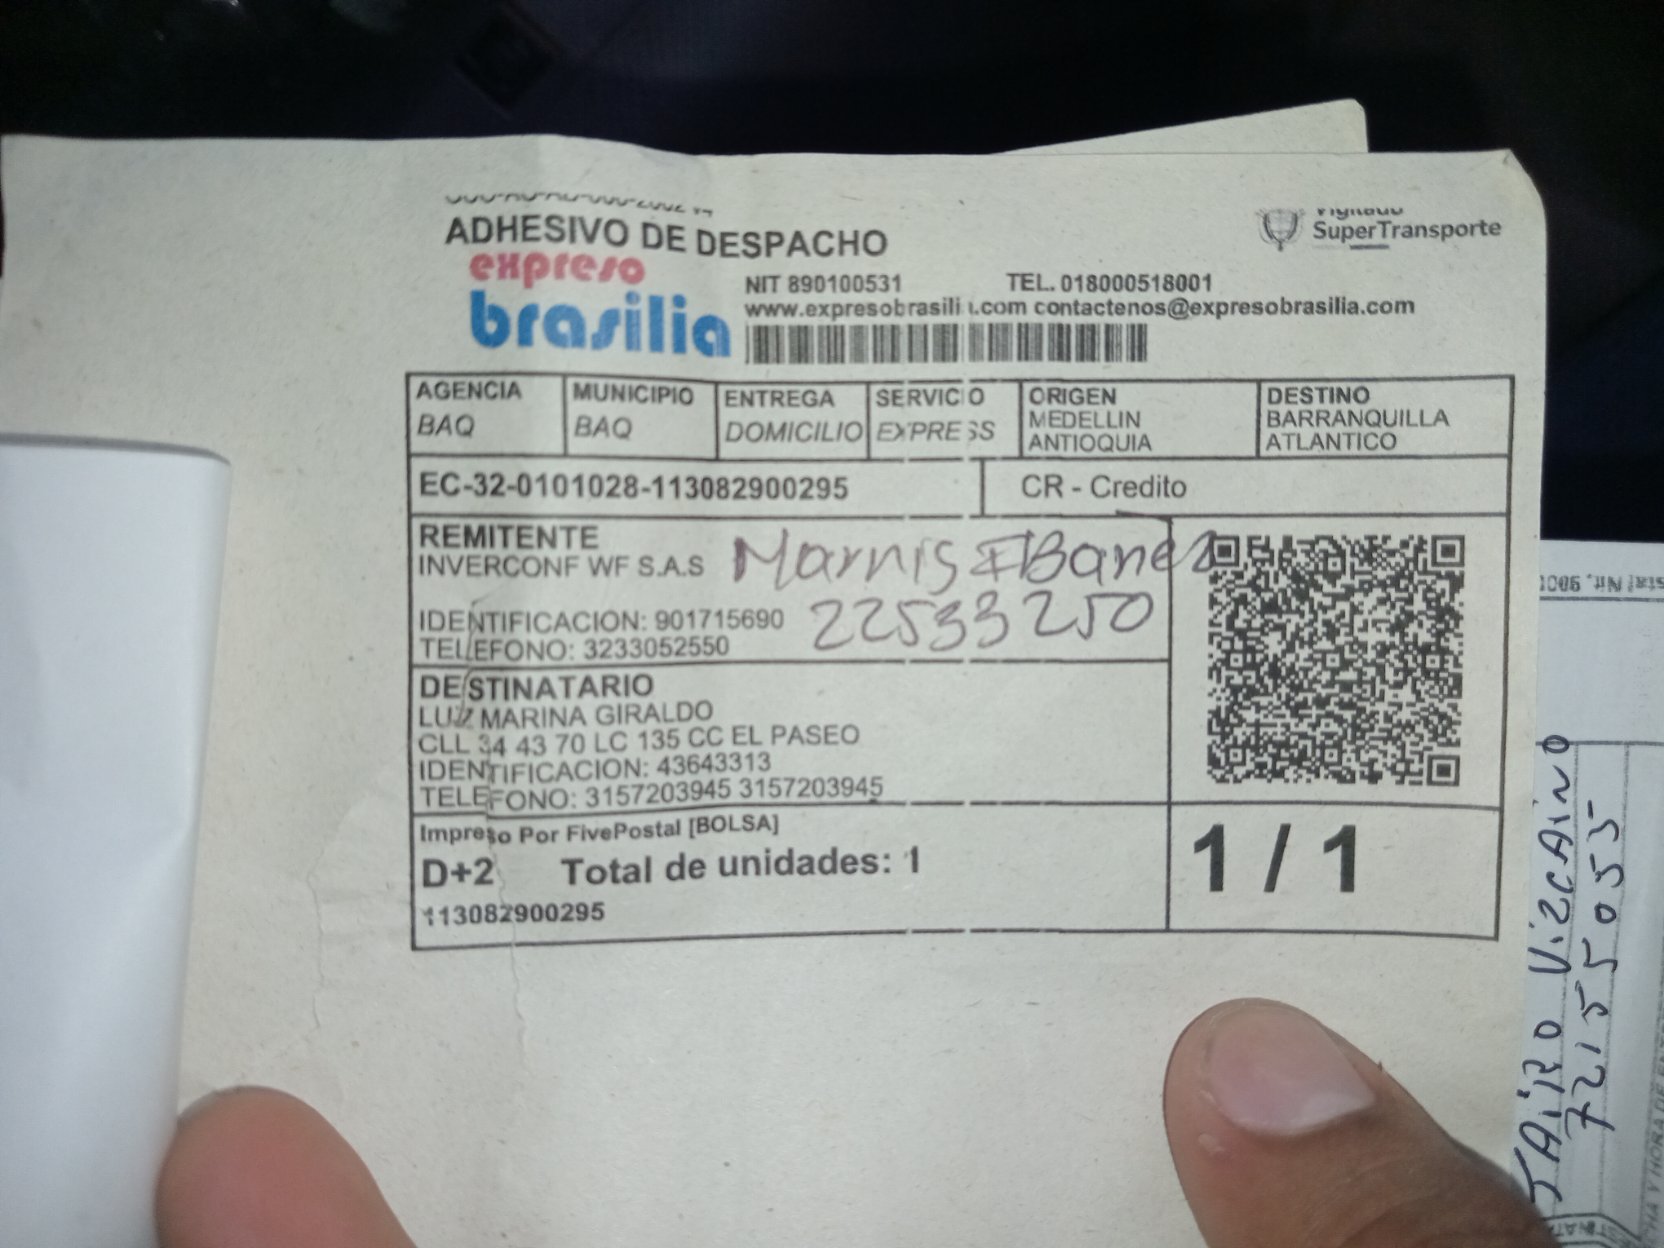 ADHESIVO DE DESPACHO
Vigilado
SuperTransporte
expreso
brasilia
NIT 890100531 TEL. 018000518001
www.expresobrasilia.com contactenos@expresobrasilia.com
AGENCIA
BAQ
MUNICIPIO
BAQ
ENTREGA
DOMICILIO
SERVICIO
EXPRESS
ORIGEN
MEDELLIN
ANTIOQUIA
DESTINO
BARRANQUILLA
ATLANTICO
EC-32-0101028-113082900295
CR - Credito
REMITENTE
INVERCONF WF S.A.S
Marnis IBanez
IDENTIFICACION: 901715690
22533250
TELEFONO: 3233052550
DESTINATARIO
LUZ MARINA GIRALDO
CLL 34 43 70 LC 135 CC EL PASEO
IDENTIFICACION: 43643313
TELEFONO: 3157203945 3157203945
Impreso Por FivePostal [BOLSA]
D+2 Total de unidades: 1
113082900295
1 / 1
JAiRO VizcAiNO
72155055